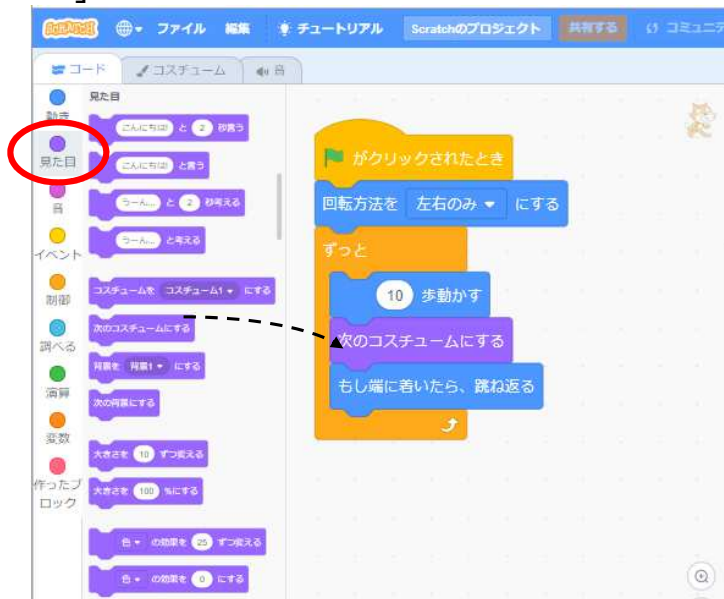 SCRATCH ファイル 編集 チュートリアル Scratchのプロジェクト 共有する コミュニテ
コード コスチューム 音
動き
見た目
音
イベント
制御
調べる
演算
変数
作ったブ
ロック
見た目
こんにちは! と 2 秒言う
こんにちは! と言う
うーん... と 2 秒考える
うーん... と考える
コスチュームを コスチューム1 にする
次のコスチュームにする
背景を 背景1 にする
次の背景にする
大きさを 10 ずつ変える
大きさを 100 %にする
色 の効果を 25 ずつ変える
色 の効果を 0 にする
がクリックされたとき
回転方法を 左右のみ にする
ずっと
10 歩動かす
次のコスチュームにする
もし端に着いたら、跳ね返る